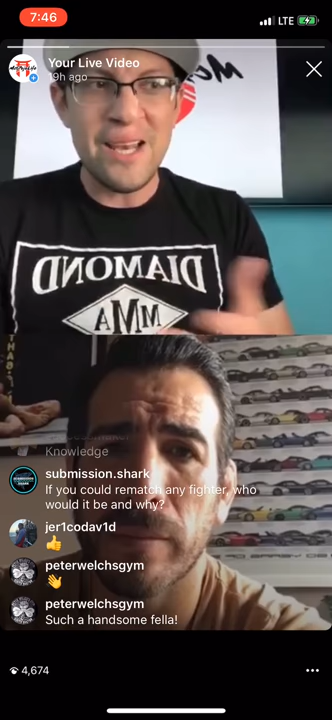 7:46
LTE
Your Live Video
19h ago
DIAMOND
MMA
Knowledge
submission.shark
If you could rematch any fighter, who
would it be and why?
jer1codav1d
👍
peterwelchsgym
👋
peterwelchsgym
Such a handsome fella!
4,674